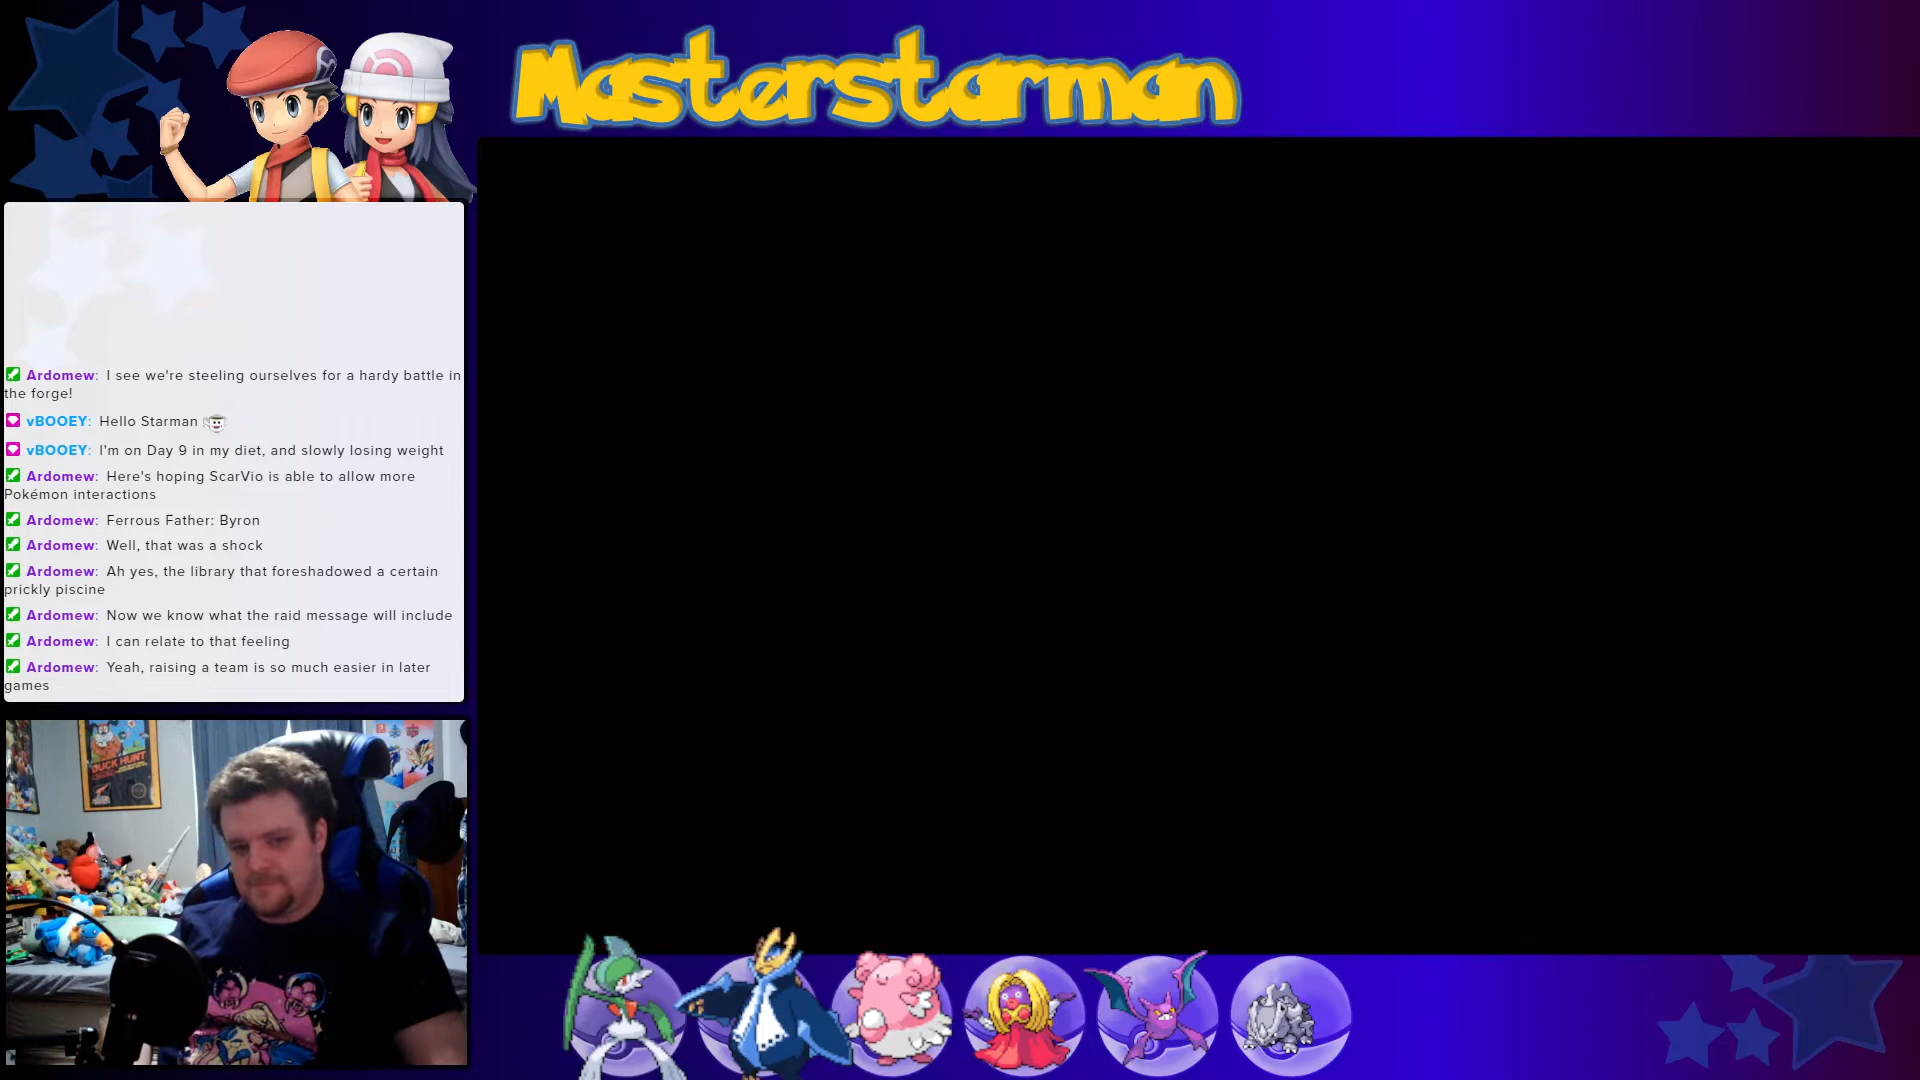 Masterstarman
Ardomew: I see we're steeling ourselves for a hardy battle in
the forge!
vBOOEY: Hello Starman
vBOOEY: I'm on Day 9 in my diet, and slowly losing weight
Ardomew: Here's hoping ScarVio is able to allow more
Pokémon interactions
Ardomew: Ferrous Father: Byron
Ardomew: Well, that was a shock
Ardomew: Ah yes, the library that foreshadowed a certain
prickly piscine
Ardomew: Now we know what the raid message will include
Ardomew: I can relate to that feeling
Ardomew: Yeah, raising a team is so much easier in later
games
DUCK HUNT